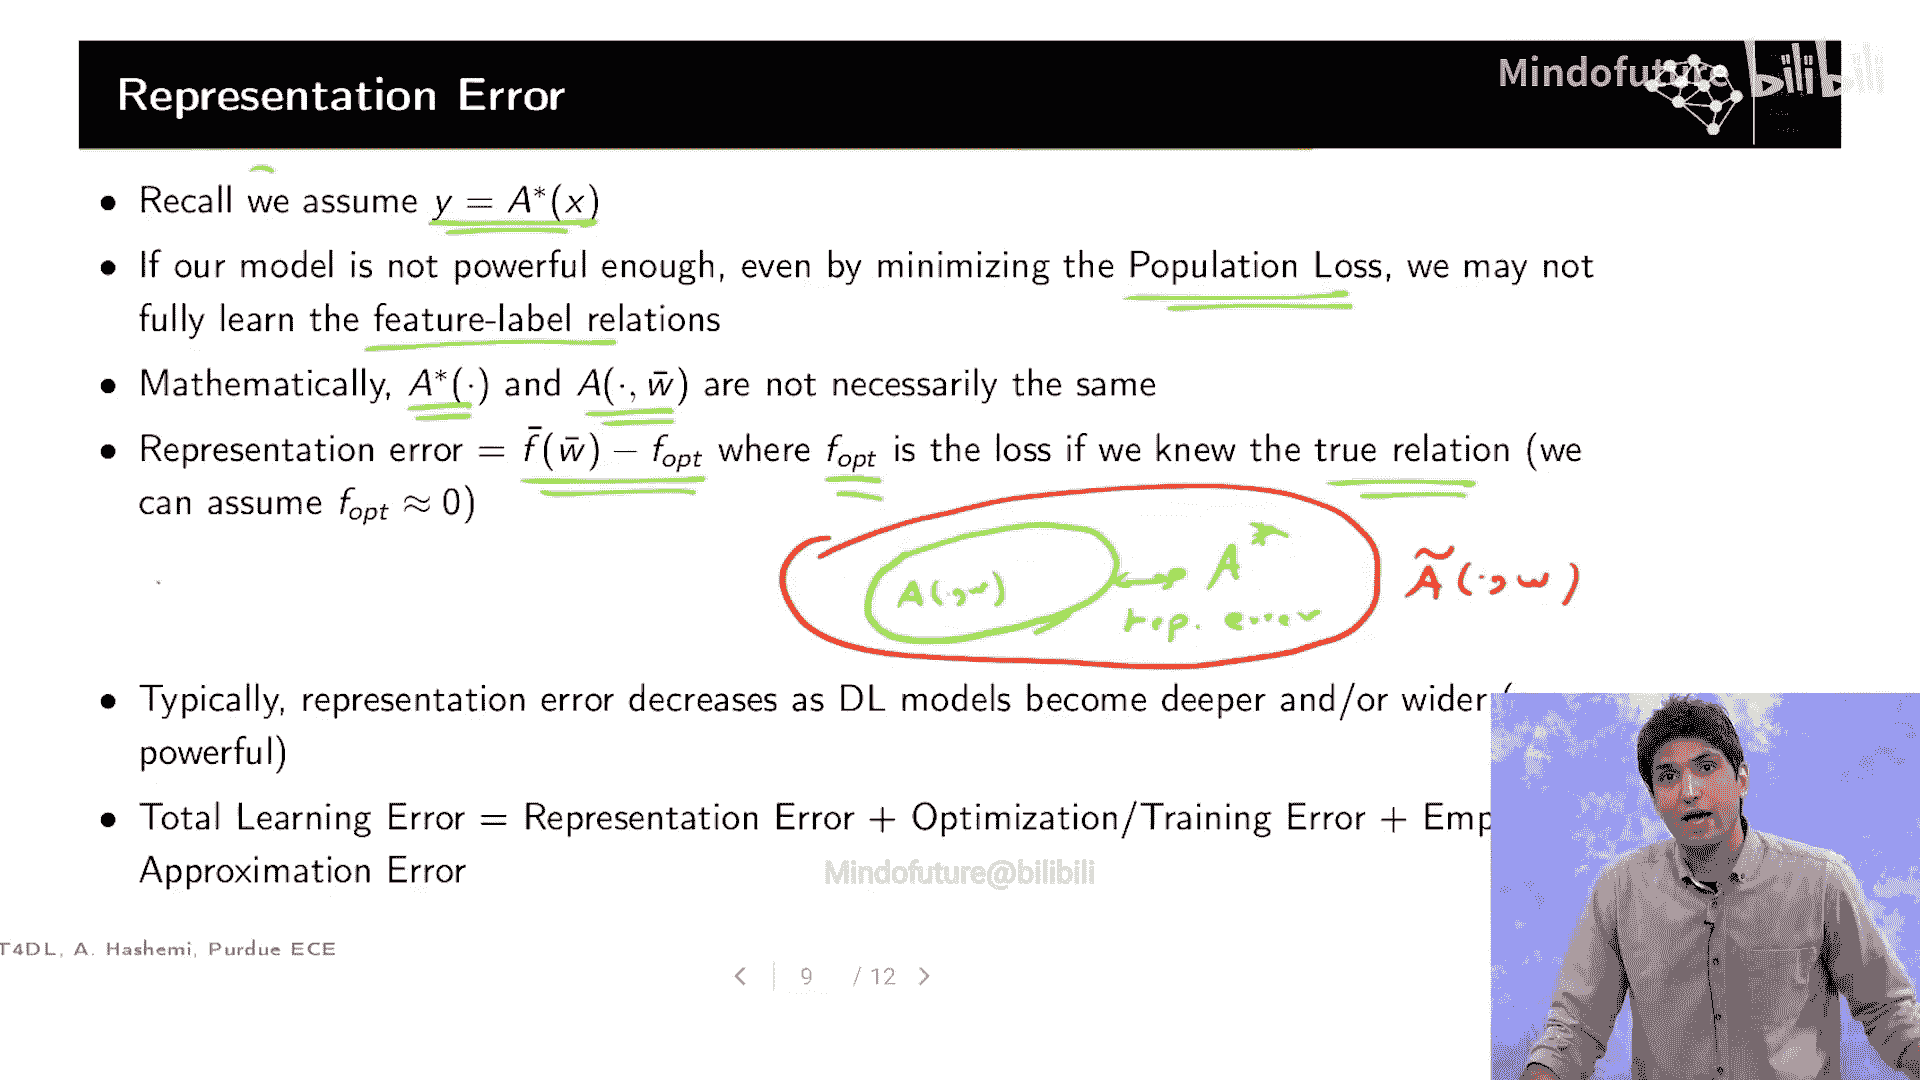 Representation Error
Mindofuture
bilibili
• Recall we assume y = A*(x)
• If our model is not powerful enough, even by minimizing the Population Loss, we may not
fully learn the feature-label relations
• Mathematically, A*(·) and A(·, w̄) are not necessarily the same
• Representation error = f̄(w̄) − f_opt where f_opt is the loss if we knew the true relation (we
can assume f_opt ≈ 0)
A(·,w) ↔ A* Ã(·,w)
rep. error
• Typically, representation error decreases as DL models become deeper and/or wider (
powerful)
• Total Learning Error = Representation Error + Optimization/Training Error + Emp
Approximation Error
Mindofuture@bilibili
T4DL, A. Hashemi, Purdue ECE
9 / 12